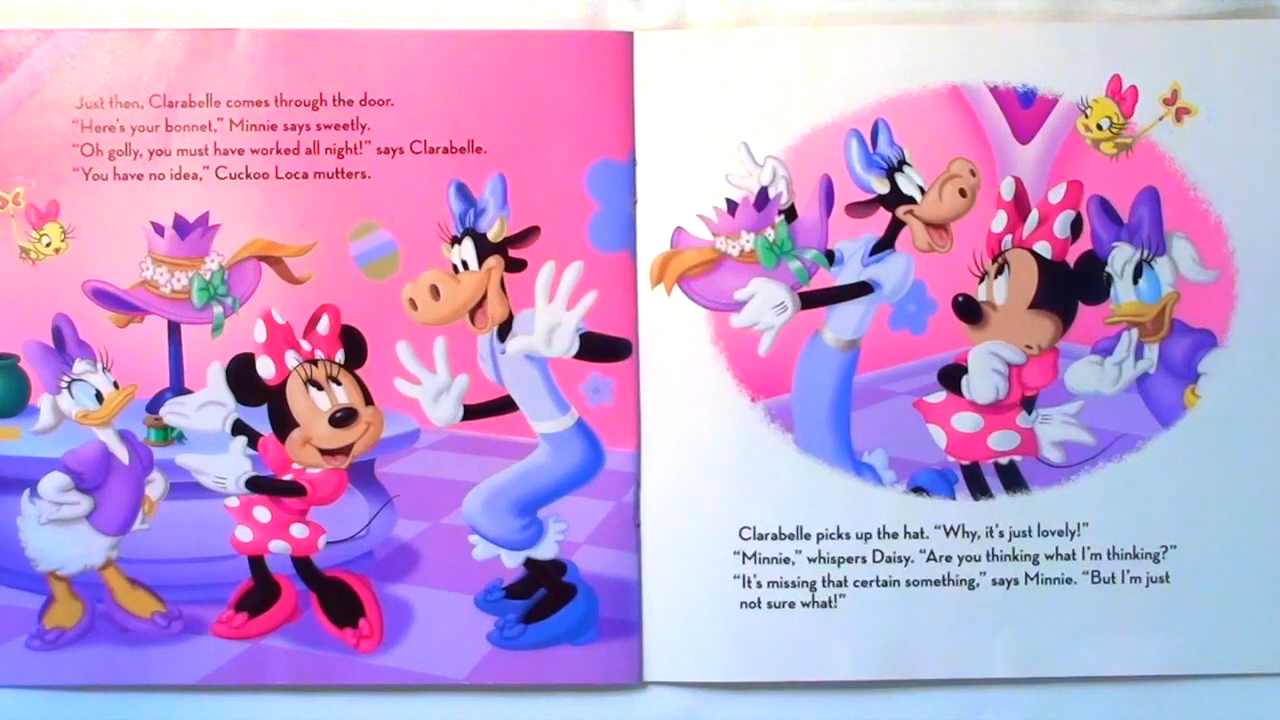 Just then, Clarabelle comes through the door.
“Here’s your bonnet,” Minnie says sweetly.
“Oh golly, you must have worked all night!” says Clarabelle.
“You have no idea,” Cuckoo Loca mutters.
Clarabelle picks up the hat. “Why, it’s just lovely!”
“Minnie,” whispers Daisy. “Are you thinking what I’m thinking?”
“It’s missing that certain something,” says Minnie. “But I’m just
not sure what!”